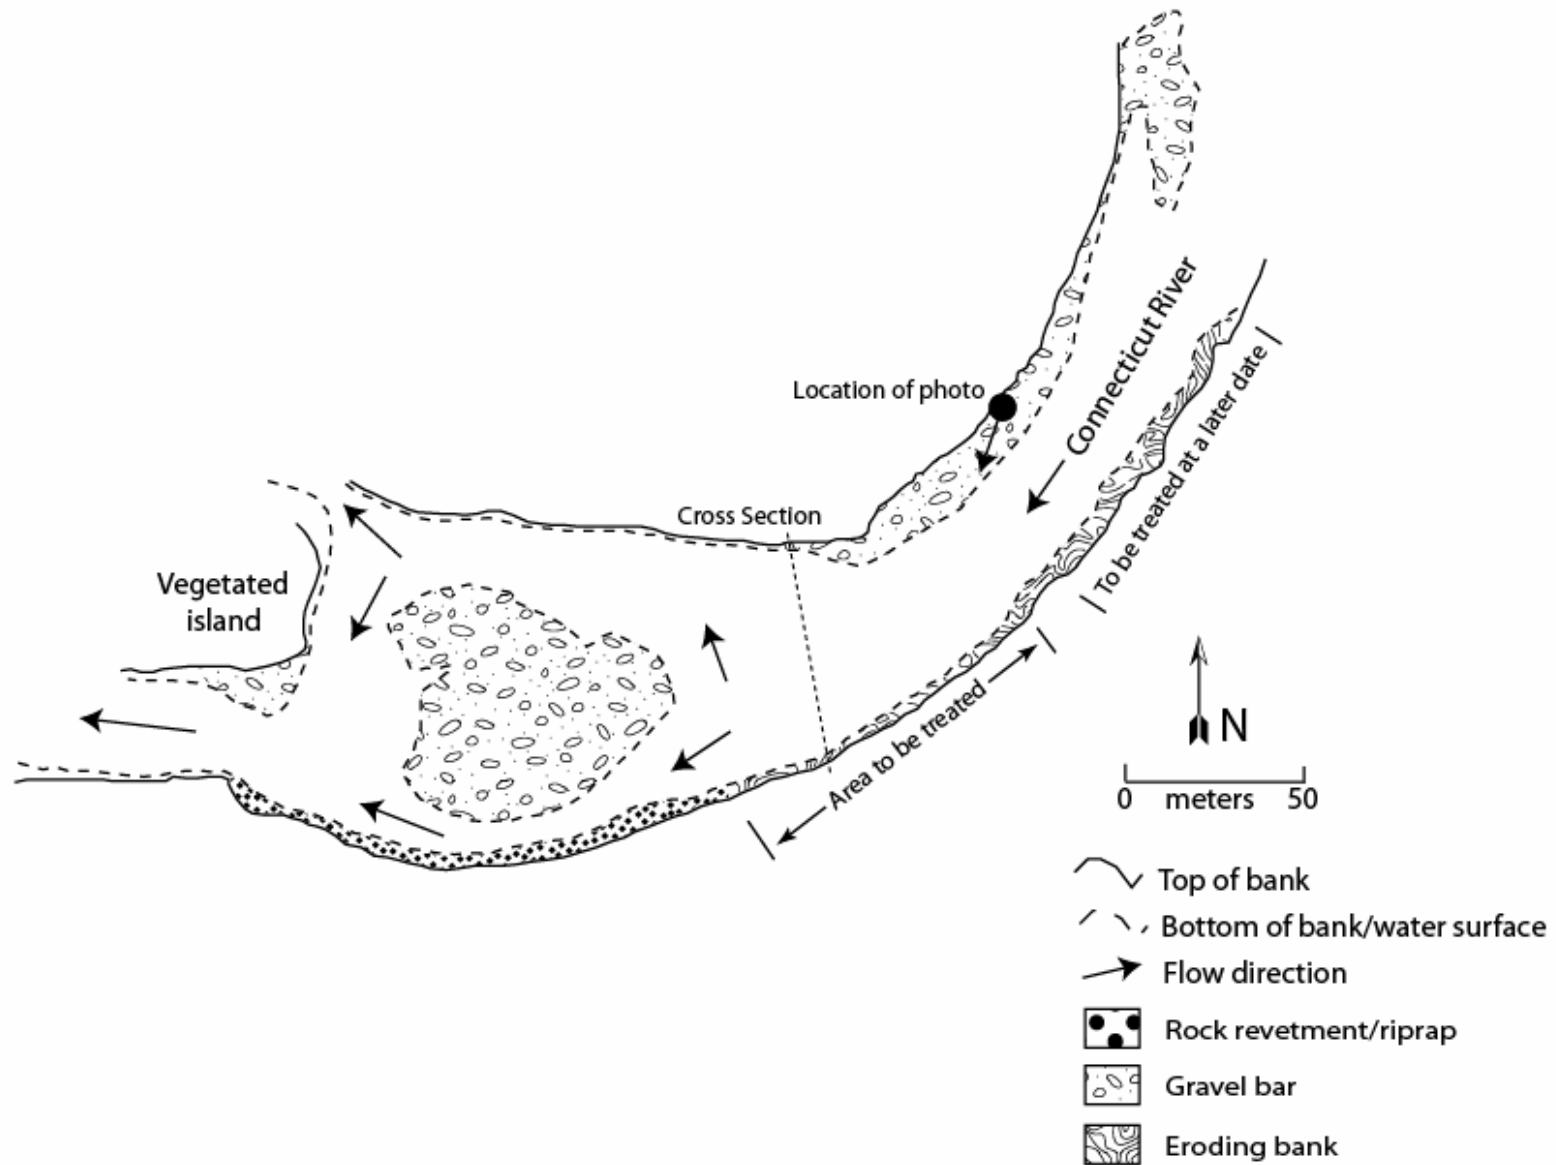 Connecticut River
Location of photo
To be treated at a later date
Cross Section
Vegetated
island
Area to be treated
N
0 meters 50
Top of bank
Bottom of bank/water surface
Flow direction
Rock revetment/riprap
Gravel bar
Eroding bank